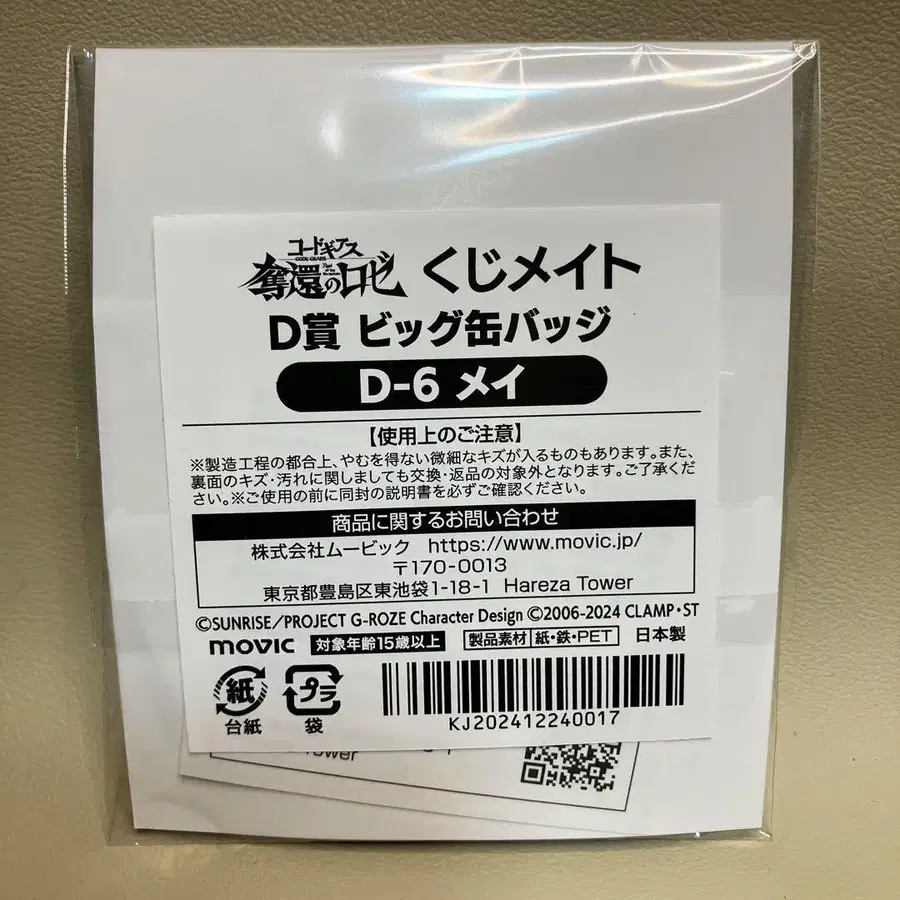 コードギアス
CODE GEASS
奪還のロゼ くじメイト
D賞 ビッグ缶バッジ
D-6 メイ
【使用上のご注意】
※製造工程の都合上、やむを得ない微細なキズが入るものもあります。また、
裏面のキズ・汚れに関しましても交換・返品の対象外となります。ご了承くだ
さい。※ご使用の前に同封の説明書を必ずご確認ください。
商品に関するお問い合わせ
株式会社ムービック https://www.movic.jp/
〒170-0013
東京都豊島区東池袋1-18-1 Hareza Tower
©SUNRISE／PROJECT G-ROZE Character Design ©2006-2024 CLAMP・ST
movic 対象年齢15歳以上 製品素材 紙・鉄・PET 日本製
紙 プラ
台紙 袋
KJ202412240017
Tower